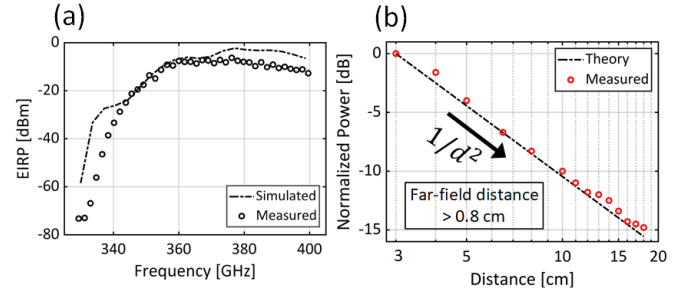 (a)
0
-20
-40
-60
-80
EIRP [dBm]
Simulated
Measured
340
360
380
400
Frequency [GHz]
(b)
0
-5
-10
-15
Normalized Power [dB]
Theory
Measured
1/d²
Far-field distance
> 0.8 cm
3
5
10
15
20
Distance [cm]